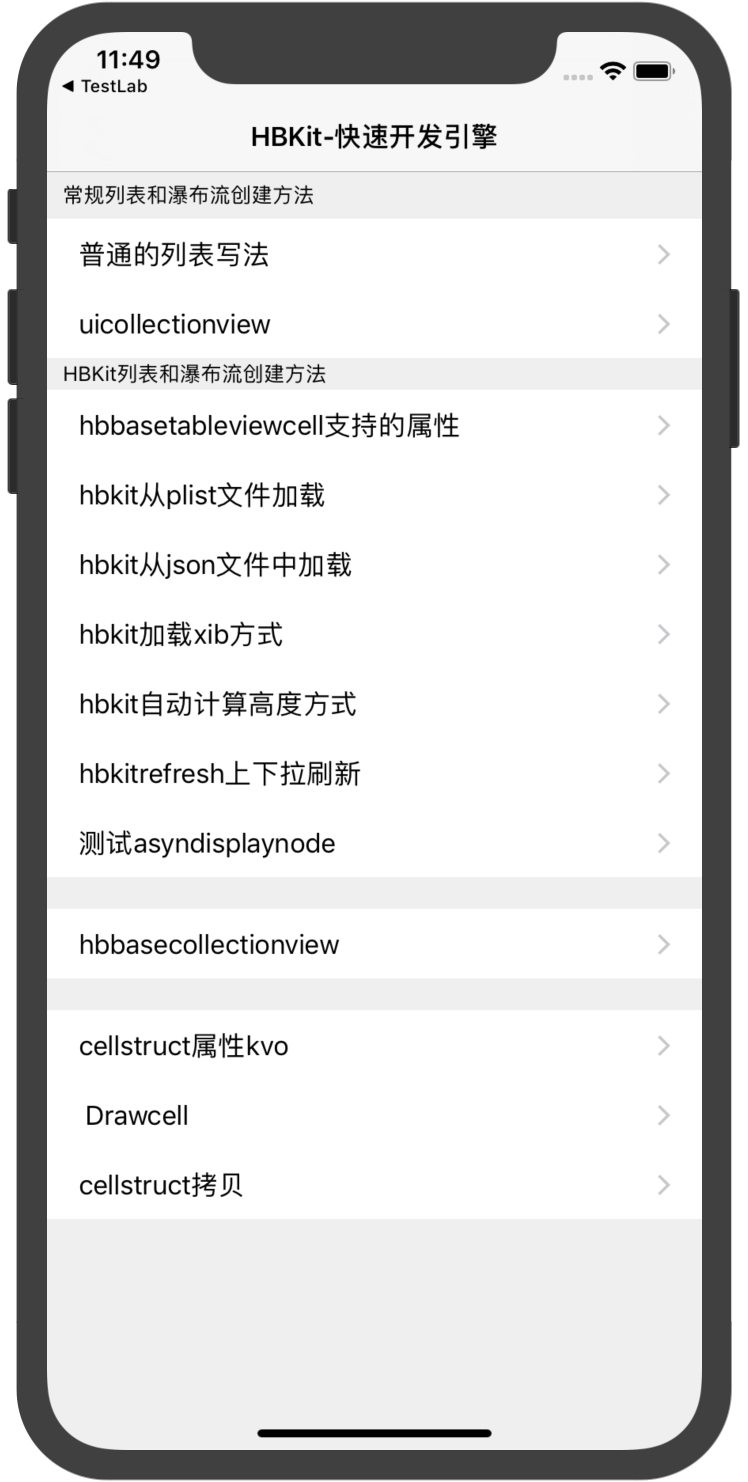 11:49
◀ TestLab
HBKit-快速开发引擎
常规列表和瀑布流创建方法
普通的列表写法
uicollectionview
HBKit列表和瀑布流创建方法
hbbasetableviewcell支持的属性
hbkit从plist文件加载
hbkit从json文件中加载
hbkit加载xib方式
hbkit自动计算高度方式
hbkitrefresh上下拉刷新
测试asyndisplaynode
hbbasecollectionview
cellstruct属性kvo
Drawcell
cellstruct拷贝